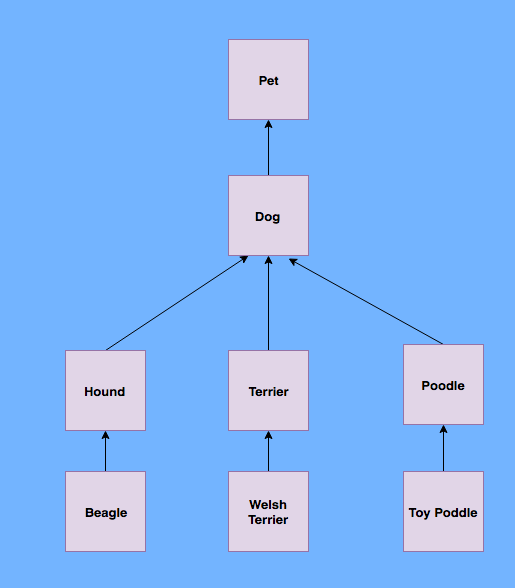 Pet
Dog
Hound
Terrier
Poodle
Beagle
Welsh
Terrier
Toy Poddle